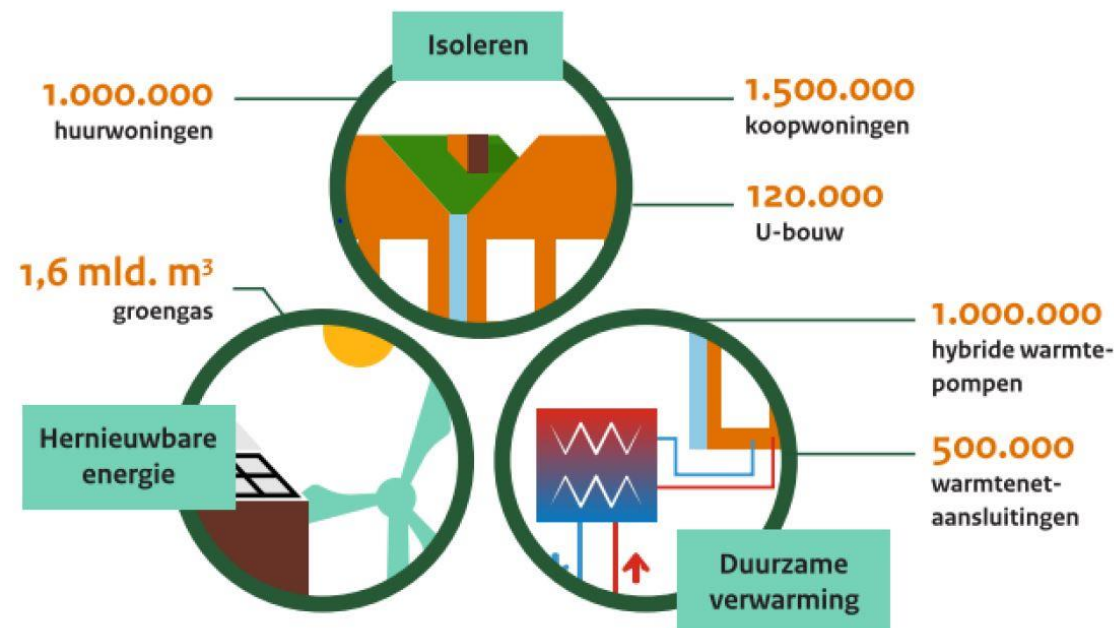 Isoleren
1.000.000
huurwoningen
1.500.000
koopwoningen
120.000
U-bouw
1,6 mld. m³
groengas
Hernieuwbare
energie
1.000.000
hybride warmte-
pompen
500.000
warmtenet-
aansluitingen
Duurzame
verwarming